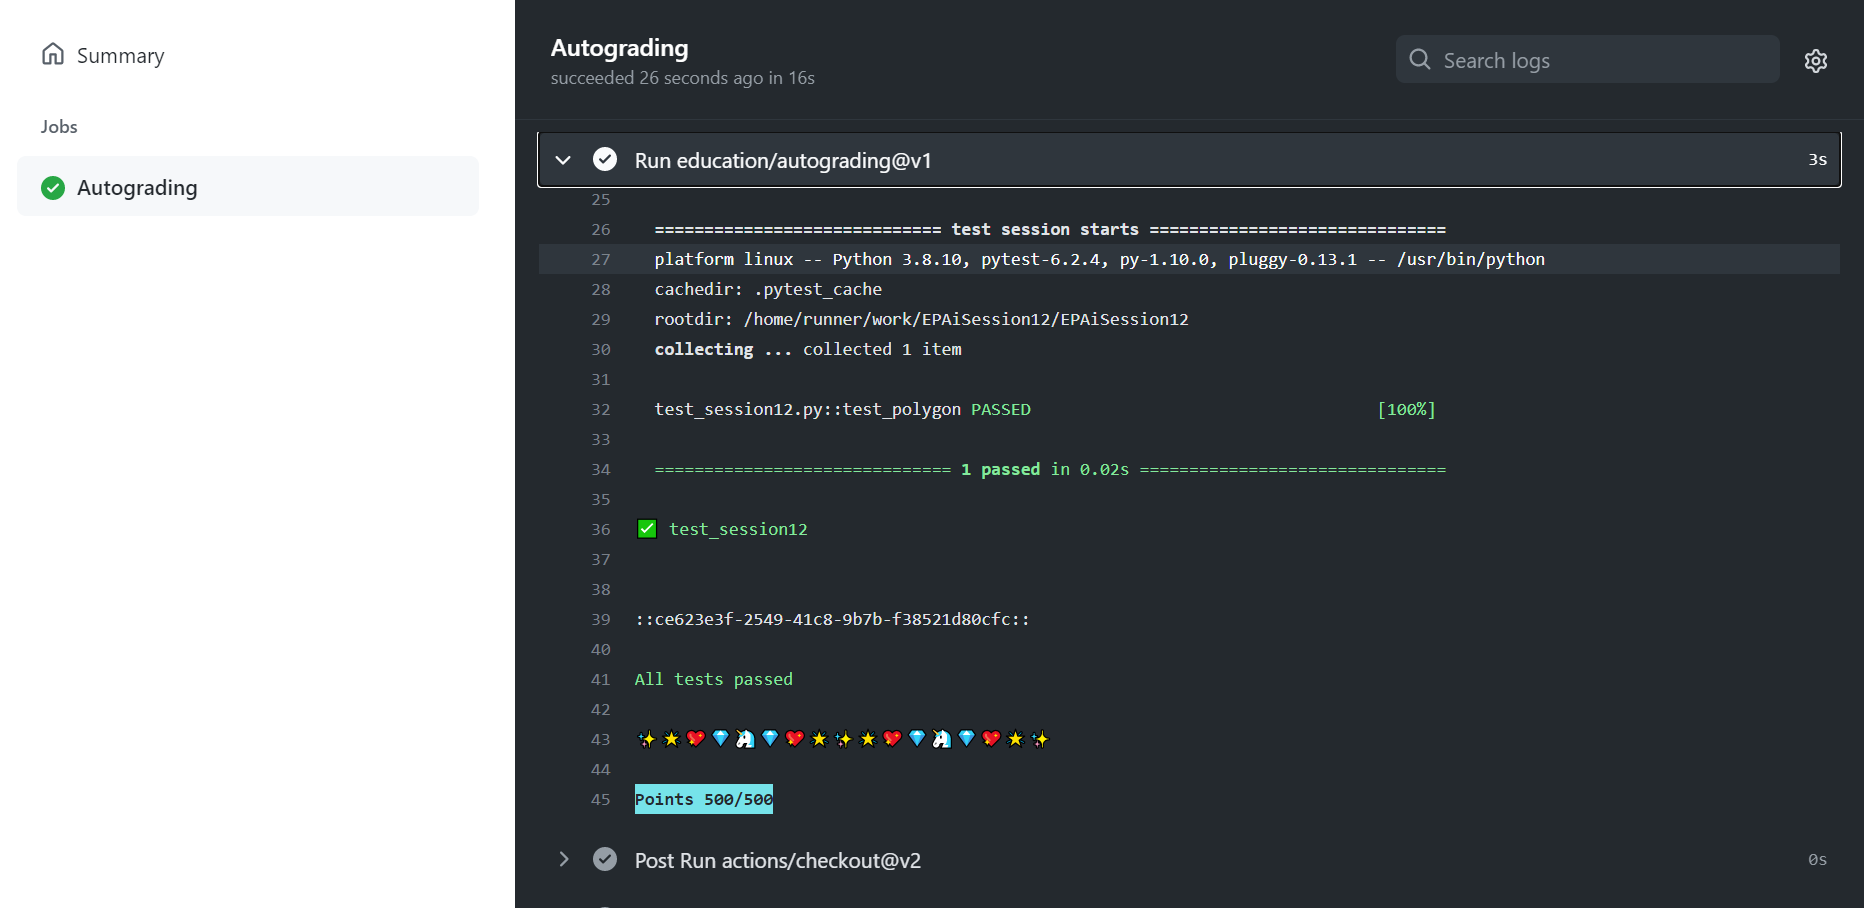 Summary
Jobs
Autograding
Autograding
succeeded 26 seconds ago in 16s
Search logs
Run education/autograding@v1 3s
25
26 ============================= test session starts ==============================
27 platform linux -- Python 3.8.10, pytest-6.2.4, py-1.10.0, pluggy-0.13.1 -- /usr/bin/python
28 cachedir: .pytest_cache
29 rootdir: /home/runner/work/EPAiSession12/EPAiSession12
30 collecting ... collected 1 item
31
32 test_session12.py::test_polygon PASSED [100%]
33
34 ============================== 1 passed in 0.02s ===============================
35
36 ✅ test_session12
37
38
39 ::ce623e3f-2549-41c8-9b7b-f38521d80cfc::
40
41 All tests passed
42
43 ✨🌟💖💎🦄💎💖🌟✨🌟💖💎🦄💎💖🌟✨
44
45 Points 500/500
Post Run actions/checkout@v2 0s